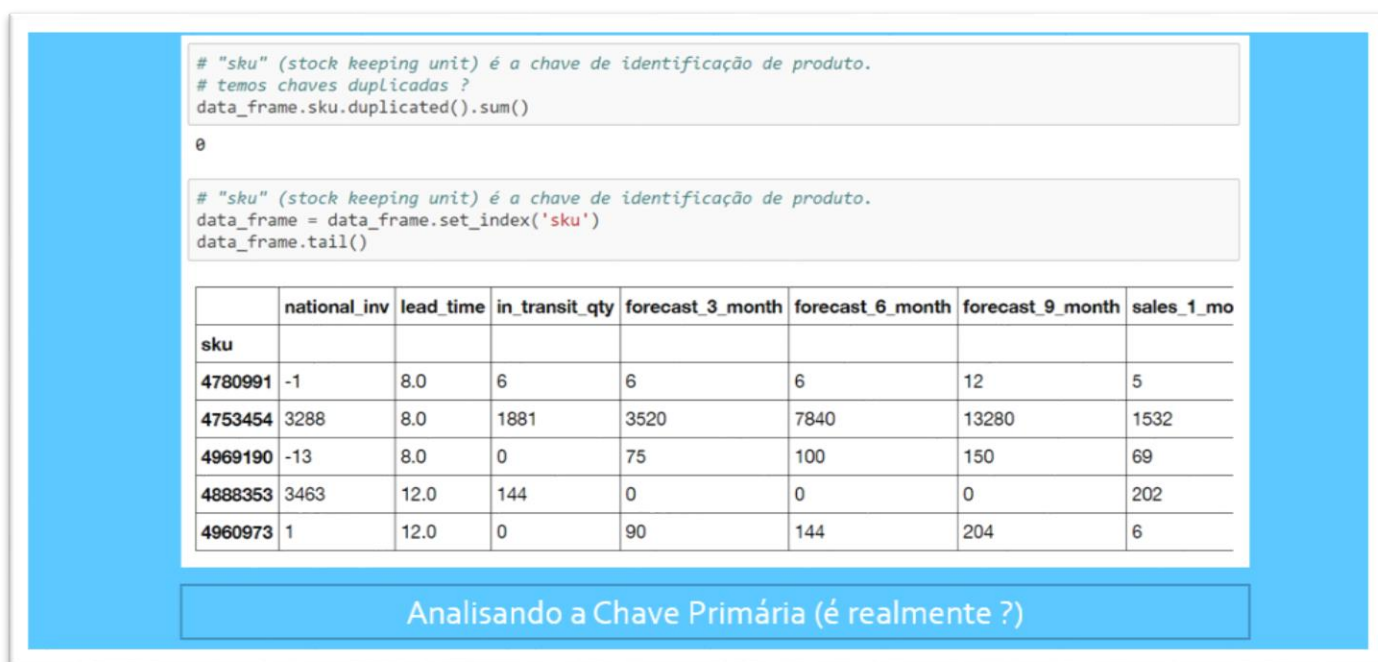 # "sku" (stock keeping unit) é a chave de identificação de produto.
# temos chaves duplicadas ?
data_frame.sku.duplicated().sum()
0
# "sku" (stock keeping unit) é a chave de identificação de produto.
data_frame = data_frame.set_index('sku')
data_frame.tail()
national_inv lead_time in_transit_qty forecast_3_month forecast_6_month forecast_9_month sales_1_mo
sku
4780991 -1 8.0 6 6 6 12 5
4753454 3288 8.0 1881 3520 7840 13280 1532
4969190 -13 8.0 0 75 100 150 69
4888353 3463 12.0 144 0 0 0 202
4960973 1 12.0 0 90 144 204 6
Analisando a Chave Primária (é realmente ?)